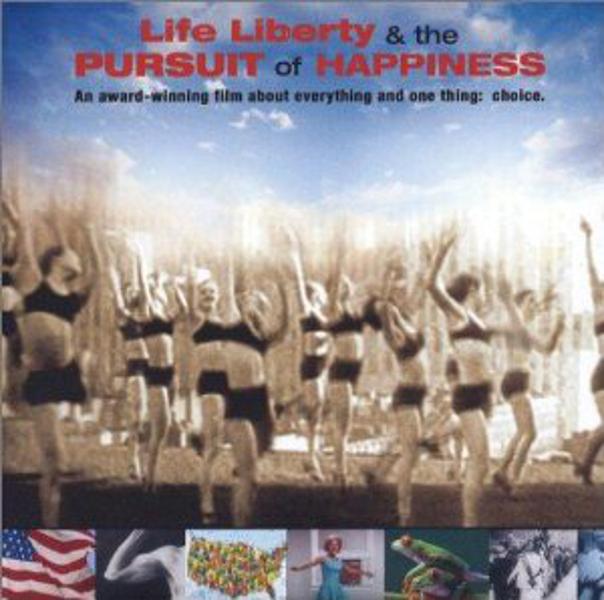 Life Liberty & the
PURSUIT of HAPPINESS
An award-winning film about everything and one thing: choice.